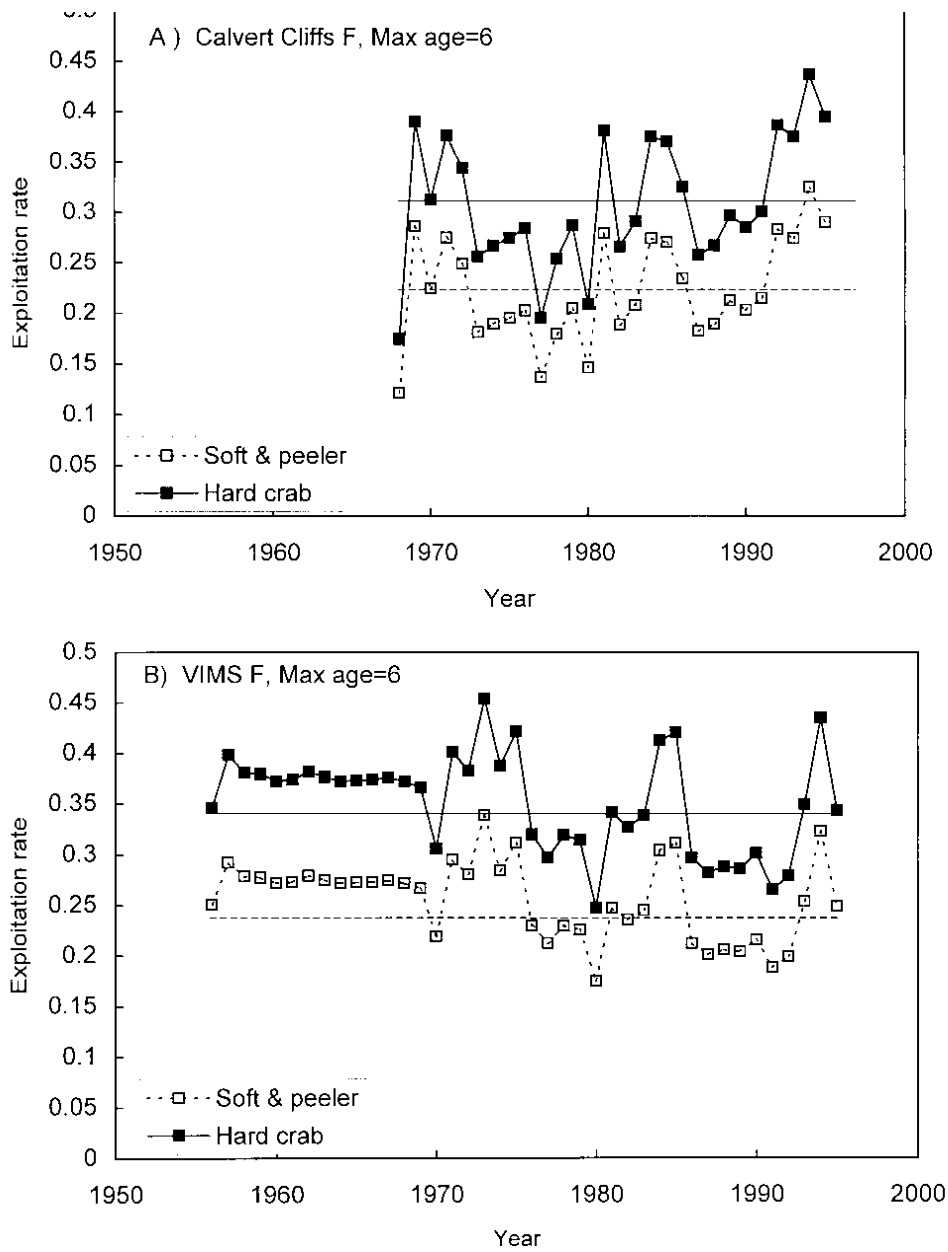 0.5
A ) Calvert Cliffs F, Max age=6
0.45
0.4
0.35
0.3
0.25
0.2
0.15
0.1
0.05
0
Exploitation rate
Soft & peeler
Hard crab
1950 1960 1970 1980 1990 2000
Year
0.5
B) VIMS F, Max age=6
0.45
0.4
0.35
0.3
0.25
0.2
0.15
0.1
0.05
0
Exploitation rate
Soft & peeler
Hard crab
1950 1960 1970 1980 1990 2000
Year